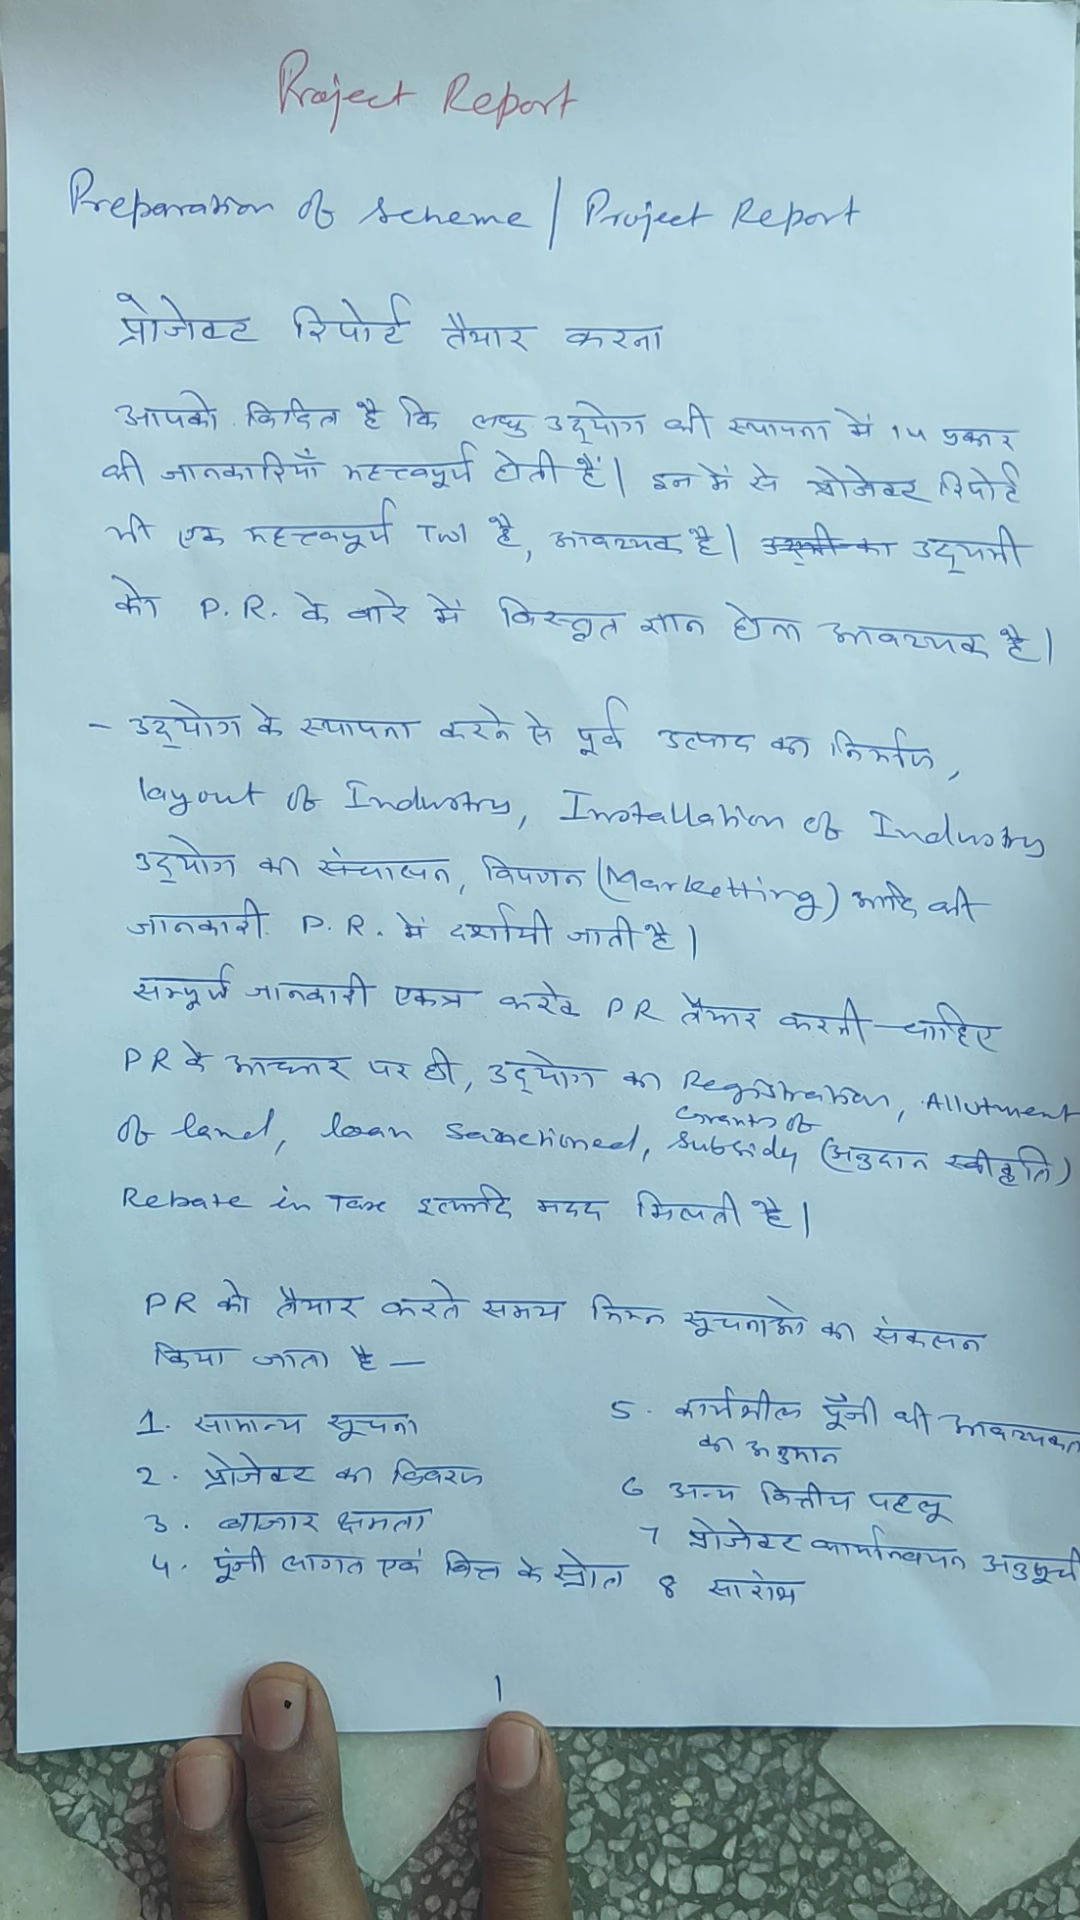 Project Report
Preparation of scheme / Project Report
प्रोजेक्ट रिपोर्ट तैयार करना
आपको विदित है कि लघु उद्योग की स्थापना में 14 प्रकार
की जानकारियाँ महत्त्वपूर्ण होती हैं। इन में से प्रोजेक्ट रिपोर्ट
भी एक महत्त्वपूर्ण है, आवश्यक है। उद्यमी
को P.R. के बारे में विस्तृत ज्ञान होना आवश्यक है।
- उद्योग के स्थापना करने से पूर्व उत्पाद का निर्माण,
layout of Industry, Installation of Industry
उद्योग का संचालन, विपणन (Marketting) आदि की
जानकारी P.R. में दर्शायी जाती है।
सम्पूर्ण जानकारी एकत्र करके PR तैयार करनी चाहिए
PR के आधार पर ही, उद्योग का Registration, Allutment
of land, loan Sanctioned, Grants of Subsidy (अनुदान स्वीकृति)
Rebate in Tax इत्यादि मदद मिलती है।
PR को तैयार करते समय निम्न सूचनाओं का संकलन
किया जाता है —
1. सामान्य सूचना
2. प्रोजेक्ट का विवरण
3. बाजार क्षमता
4. पूंजी लागत एवं वित्त के स्रोत
5. कार्यशील पूँजी की आवश्यकता
का अनुमान
6 अन्य वित्तीय पहलू
7 प्रोजेक्ट कार्यान्वयन अनुसूची
8 सारांश
1